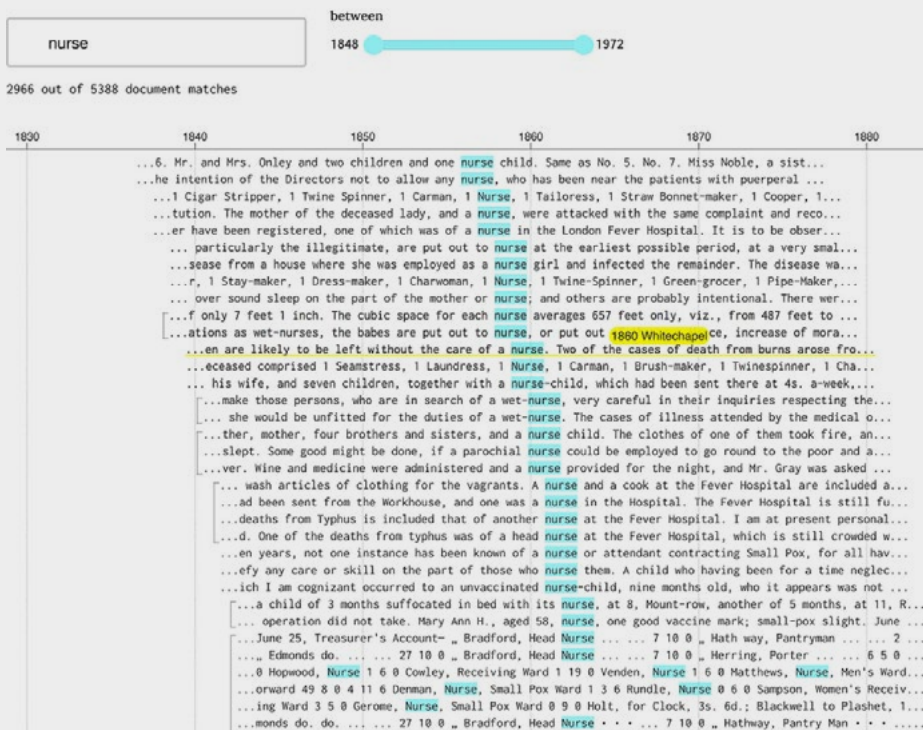 between
nurse
1848 1972
2966 out of 5388 document matches
1830 1840 1850 1860 1870 1880
...6. Mr. and Mrs. Onley and two children and one nurse child. Same as No. 5. No. 7. Miss Noble, a sist...
...he intention of the Directors not to allow any nurse, who has been near the patients with puerperal ...
...1 Cigar Stripper, 1 Twine Spinner, 1 Carman, 1 Nurse, 1 Tailoress, 1 Straw Bonnet-maker, 1 Cooper, 1...
...tution. The mother of the deceased lady, and a nurse, were attacked with the same complaint and reco...
...er have been registered, one of which was of a nurse in the London Fever Hospital. It is to be obser...
... particularly the illegitimate, are put out to nurse at the earliest possible period, at a very smal...
...sease from a house where she was employed as a nurse girl and infected the remainder. The disease wa...
...r, 1 Stay-maker, 1 Dress-maker, 1 Charwoman, 1 Nurse, 1 Twine-Spinner, 1 Green-grocer, 1 Pipe-Maker,...
... over sound sleep on the part of the mother or nurse; and others are probably intentional. There wer...
...f only 7 feet 1 inch. The cubic space for each nurse averages 657 feet only, viz., from 487 feet to ...
...ations as wet-nurses, the babes are put out to nurse, or put out 1860 Whitechapel ce, increase of mora...
...en are likely to be left without the care of a nurse. Two of the cases of death from burns arose fro...
...eceased comprised 1 Seamstress, 1 Laundress, 1 Nurse, 1 Carman, 1 Brush-maker, 1 Twinespinner, 1 Cha...
... his wife, and seven children, together with a nurse-child, which had been sent there at 4s. a-week,...
...make those persons, who are in search of a wet-nurse, very careful in their inquiries respecting the...
... she would be unfitted for the duties of a wet-nurse. The cases of illness attended by the medical o...
...ther, mother, four brothers and sisters, and a nurse child. The clothes of one of them took fire, an...
...slept. Some good might be done, if a parochial nurse could be employed to go round to the poor and a...
...ver. Wine and medicine were administered and a nurse provided for the night, and Mr. Gray was asked ...
... wash articles of clothing for the vagrants. A nurse and a cook at the Fever Hospital are included a...
...ad been sent from the Workhouse, and one was a nurse in the Hospital. The Fever Hospital is still fu...
...deaths from Typhus is included that of another nurse at the Fever Hospital. I am at present personal...
...d. One of the deaths from typhus was of a head nurse at the Fever Hospital, which is still crowded w...
...en years, not one instance has been known of a nurse or attendant contracting Small Pox, for all hav...
...efy any care or skill on the part of those who nurse them. A child who having been for a time neglec...
...ich I am cognizant occurred to an unvaccinated nurse-child, nine months old, who it appears was not ...
...a child of 3 months suffocated in bed with its nurse, at 8, Mount-row, another of 5 months, at 11, R...
... operation did not take. Mary Ann H., aged 58, nurse, one good vaccine mark; small-pox slight. June ...
...June 25, Treasurer's Account— „ Bradford, Head Nurse ... ... ... 7 10 0 „ Hath way, Pantryman ... ... 2 ...
...„ Edmonds do. ... ... ... 27 10 0 „ Bradford, Head Nurse ... ... ... 7 10 0 „ Herring, Porter ... ... 6 5 0 ...
...0 Hopwood, Nurse 1 6 0 Cowley, Receiving Ward 1 19 0 Venden, Nurse 1 6 0 Matthews, Nurse, Men's Ward...
...orward 49 8 0 4 11 6 Denman, Nurse, Small Pox Ward 1 3 6 Rundle, Nurse 0 6 0 Sampson, Women's Receiv...
...ing Ward 3 5 0 Gerome, Nurse, Small Pox Ward 0 9 0 Holt, for Clock, 3s. 6d.; Blackwell to Plashet, 1...
...monds do. do. ... ... 27 10 0 „ Bradford, Head Nurse · · · ... 7 10 0 „ Hathway, Pantry Man · · · .....